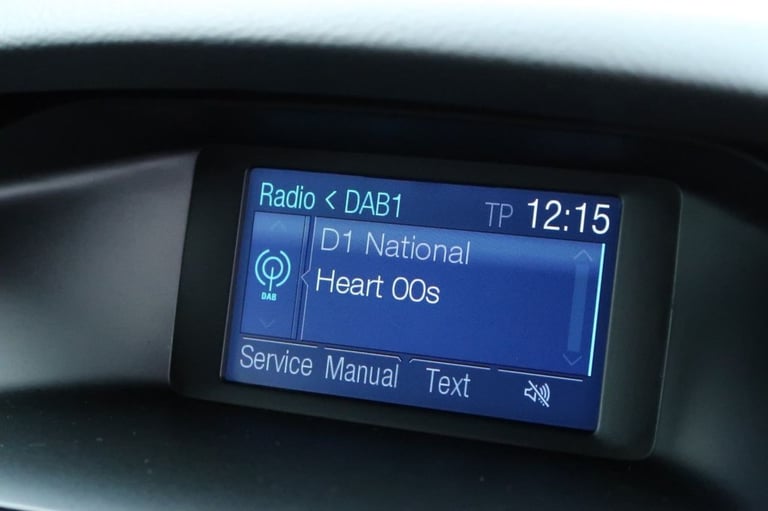 Radio < DAB1 TP 12:15
D1 National
DAB
Heart 00s
Service Manual Text